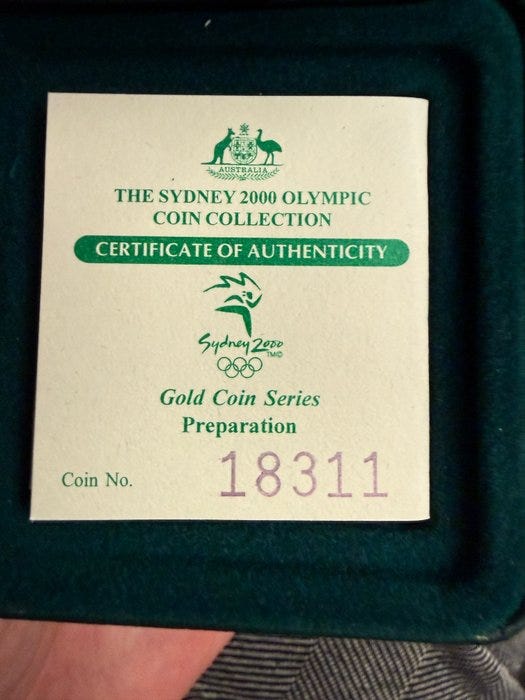 AUSTRALIA
THE SYDNEY 2000 OLYMPIC
COIN COLLECTION
CERTIFICATE OF AUTHENTICITY
Sydney 2000
TM©
Gold Coin Series
Preparation
Coin No. 18311